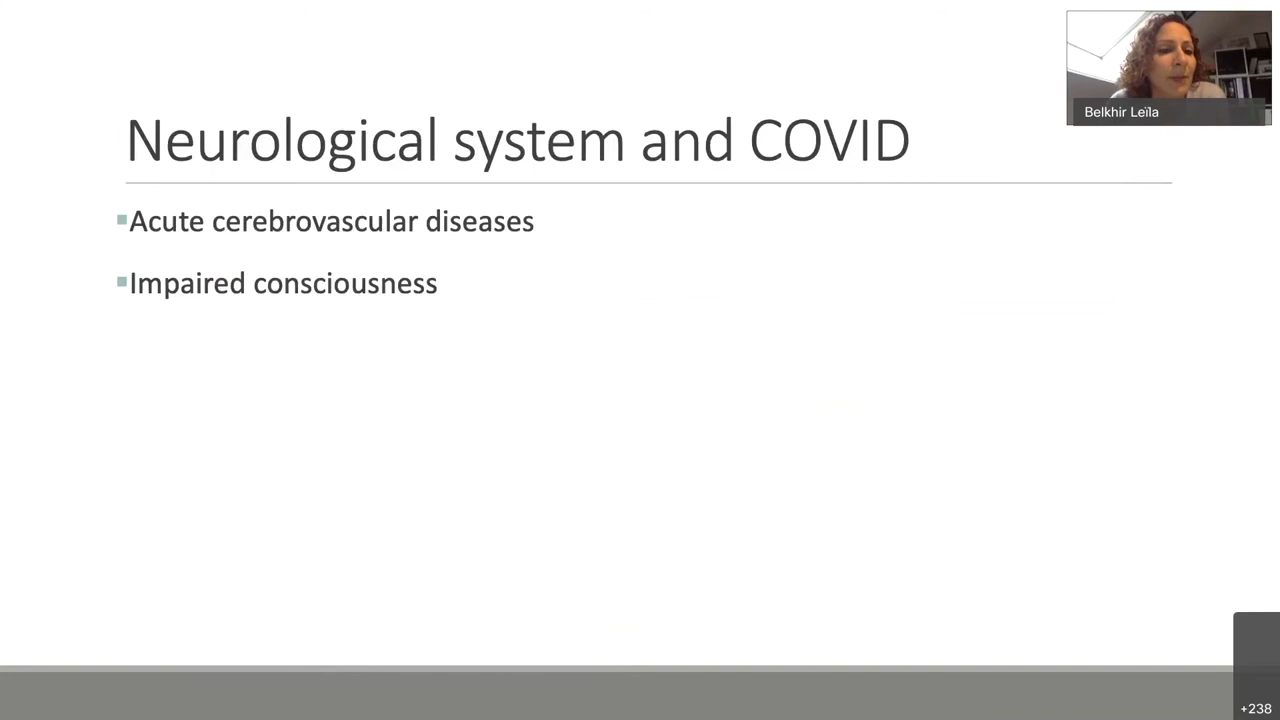 Belkhir Leïla
Neurological system and COVID
Acute cerebrovascular diseases
Impaired consciousness
+238